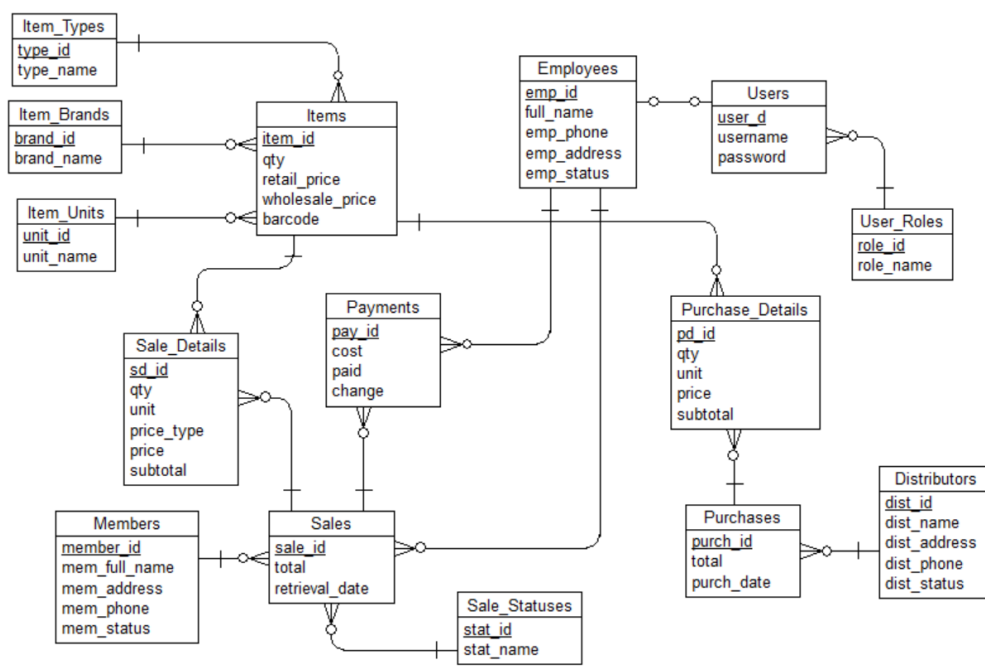 Item_Types
type_id
type_name
Item_Brands
brand_id
brand_name
Item_Units
unit_id
unit_name
Items
item_id
qty
retail_price
wholesale_price
barcode
Employees
emp_id
full_name
emp_phone
emp_address
emp_status
Users
user_d
username
password
User_Roles
role_id
role_name
Sale_Details
sd_id
qty
unit
price_type
price
subtotal
Payments
pay_id
cost
paid
change
Purchase_Details
pd_id
qty
unit
price
subtotal
Members
member_id
mem_full_name
mem_address
mem_phone
mem_status
Sales
sale_id
total
retrieval_date
Sale_Statuses
stat_id
stat_name
Purchases
purch_id
total
purch_date
Distributors
dist_id
dist_name
dist_address
dist_phone
dist_status